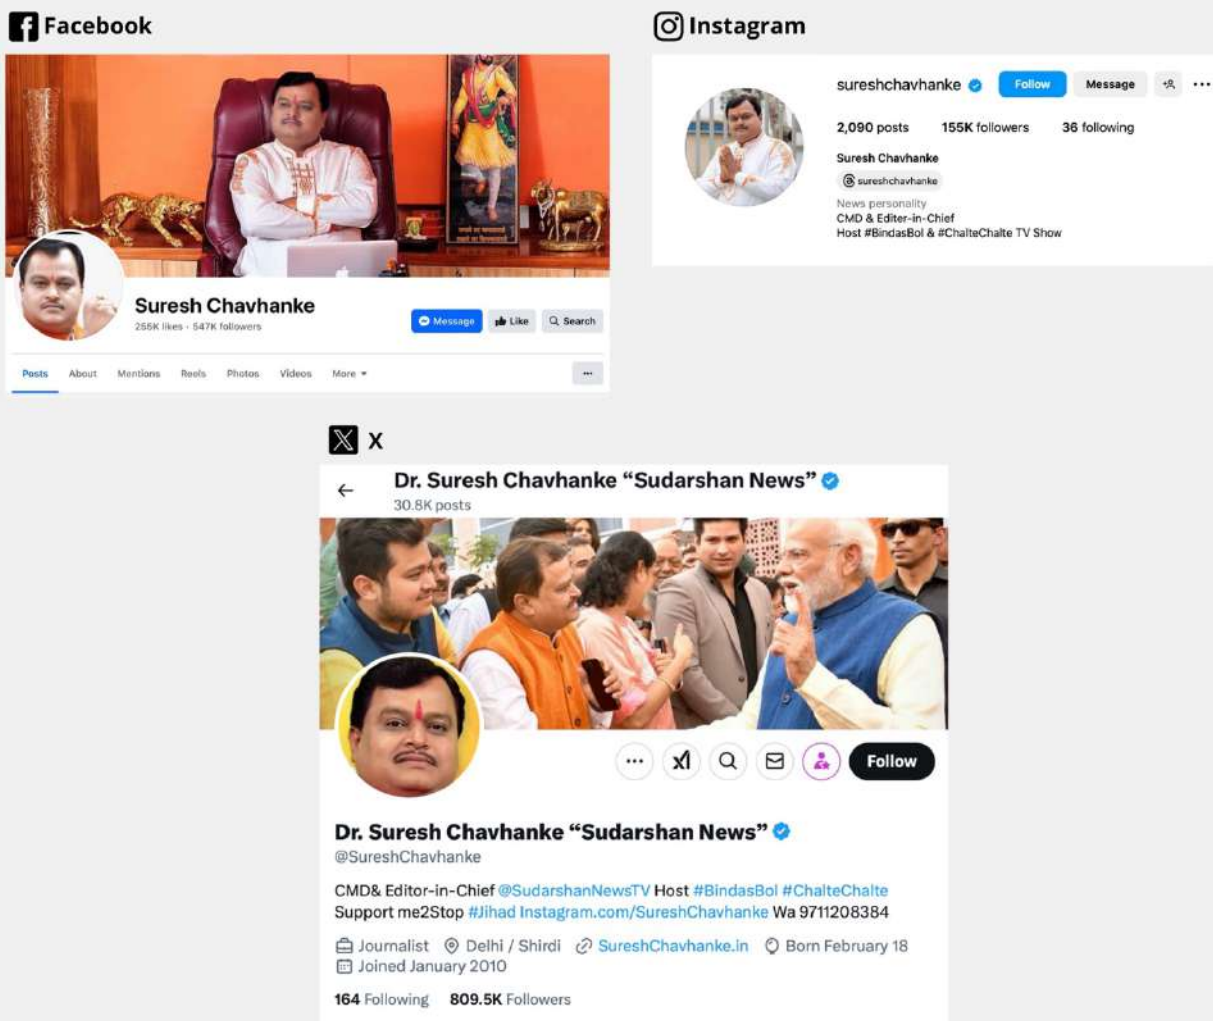 Facebook
Suresh Chavhanke
255K likes • 547K followers
Message
Like
Search
Posts
About
Mentions
Reels
Photos
Videos
More
Instagram
sureshchavhanke
Follow
Message
2,090 posts
155K followers
36 following
Suresh Chavhanke
sureshchavhanke
News personality
CMD & Editer-in-Chief
Host #BindasBol & #ChalteChalte TV Show
X
Dr. Suresh Chavhanke “Sudarshan News”
30.8K posts
Follow
Dr. Suresh Chavhanke “Sudarshan News”
@SureshChavhanke
CMD& Editor-in-Chief @SudarshanNewsTV Host #BindasBol #ChalteChalte
Support me2Stop #Jihad Instagram.com/SureshChavhanke Wa 9711208384
Journalist Delhi / Shirdi SureshChavhanke.in Born February 18
Joined January 2010
164 Following 809.5K Followers